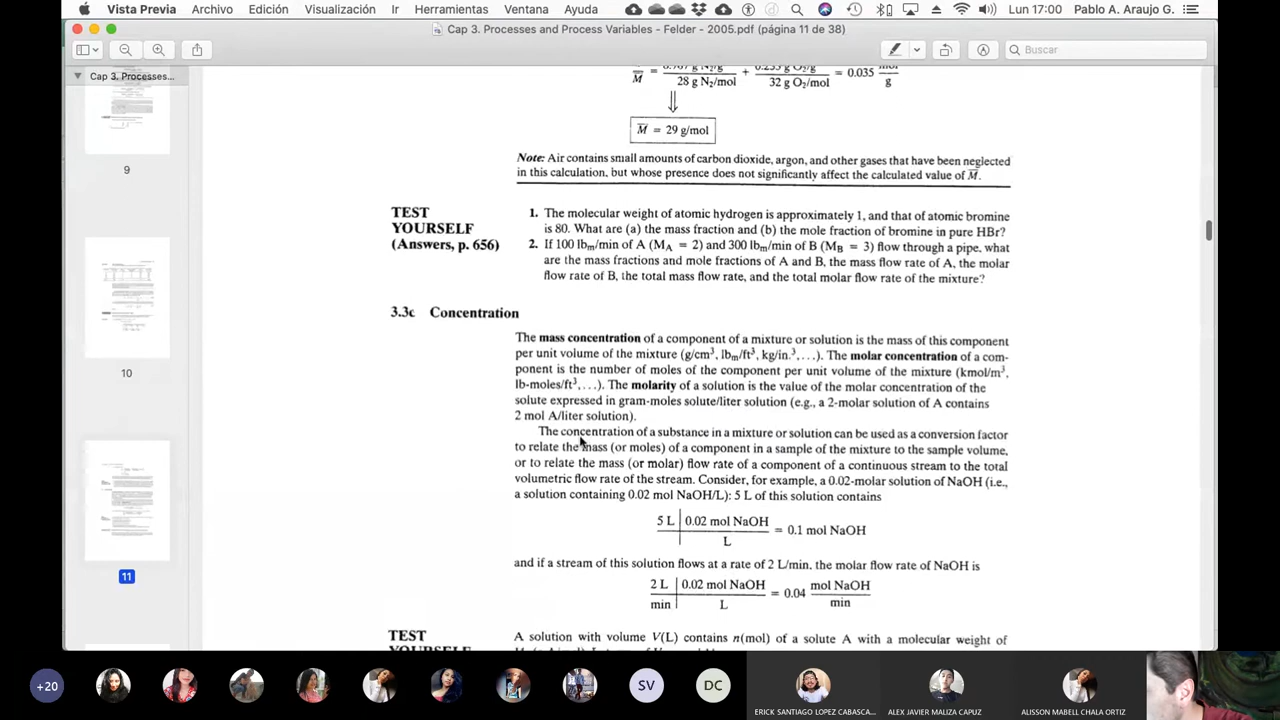 Vista Previa Archivo Edición Visualización Ir Herramientas Ventana Ayuda Lun 17:00 Pablo A. Araujo G.
Cap 3. Processes and Process Variables - Felder - 2005.pdf (página 11 de 38)
Buscar
Cap 3. Processes...
9
10
11
M = 28 g N2/mol + 32 g O2/mol = 0.035 mol/g
M = 29 g/mol
Note: Air contains small amounts of carbon dioxide, argon, and other gases that have been neglected
in this calculation, but whose presence does not significantly affect the calculated value of M.
TEST
YOURSELF
(Answers, p. 656)
1. The molecular weight of atomic hydrogen is approximately 1, and that of atomic bromine
is 80. What are (a) the mass fraction and (b) the mole fraction of bromine in pure HBr?
2. If 100 lbm/min of A (MA = 2) and 300 lbm/min of B (MB = 3) flow through a pipe, what
are the mass fractions and mole fractions of A and B, the mass flow rate of A, the molar
flow rate of B, the total mass flow rate, and the total molar flow rate of the mixture?
3.3c Concentration
The mass concentration of a component of a mixture or solution is the mass of this component
per unit volume of the mixture (g/cm³, lbm/ft³, kg/in.³,...). The molar concentration of a com-
ponent is the number of moles of the component per unit volume of the mixture (kmol/m³,
lb-moles/ft³,...). The molarity of a solution is the value of the molar concentration of the
solute expressed in gram-moles solute/liter solution (e.g., a 2-molar solution of A contains
2 mol A/liter solution).
The concentration of a substance in a mixture or solution can be used as a conversion factor
to relate the mass (or moles) of a component in a sample of the mixture to the sample volume,
or to relate the mass (or molar) flow rate of a component of a continuous stream to the total
volumetric flow rate of the stream. Consider, for example, a 0.02-molar solution of NaOH (i.e.,
a solution containing 0.02 mol NaOH/L): 5 L of this solution contains
5 L | 0.02 mol NaOH
= 0.1 mol NaOH
L
and if a stream of this solution flows at a rate of 2 L/min, the molar flow rate of NaOH is
2 L | 0.02 mol NaOH
= 0.04 mol NaOH
min | L
min
TEST
A solution with volume V(L) contains n(mol) of a solute A with a molecular weight of
+20
SV
DC
ERICK SANTIAGO LOPEZ CABASCA...
ALEX JAVIER MALIZA CAPUZ
ALISSON MABELL CHALA ORTIZ